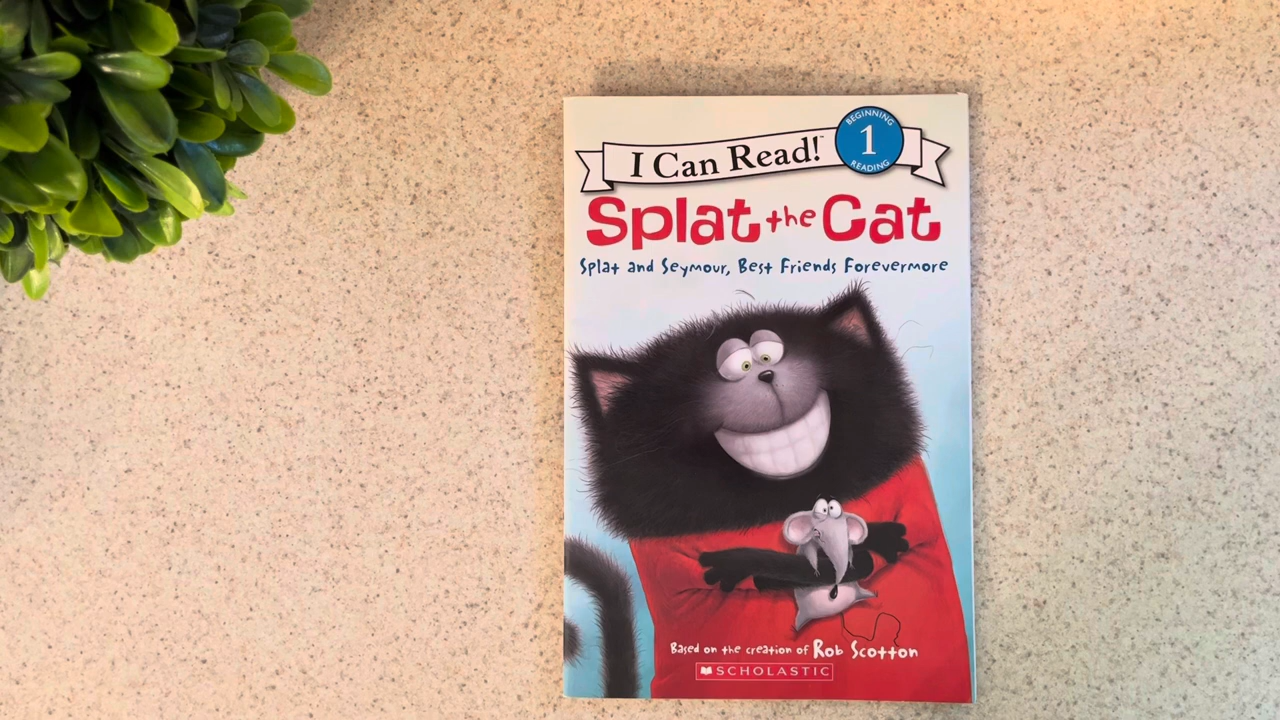 I Can Read!™
BEGINNING
1
READING
Splat the Cat
Splat and Seymour, Best Friends Forevermore
Based on the creation of Rob Scotton
SCHOLASTIC